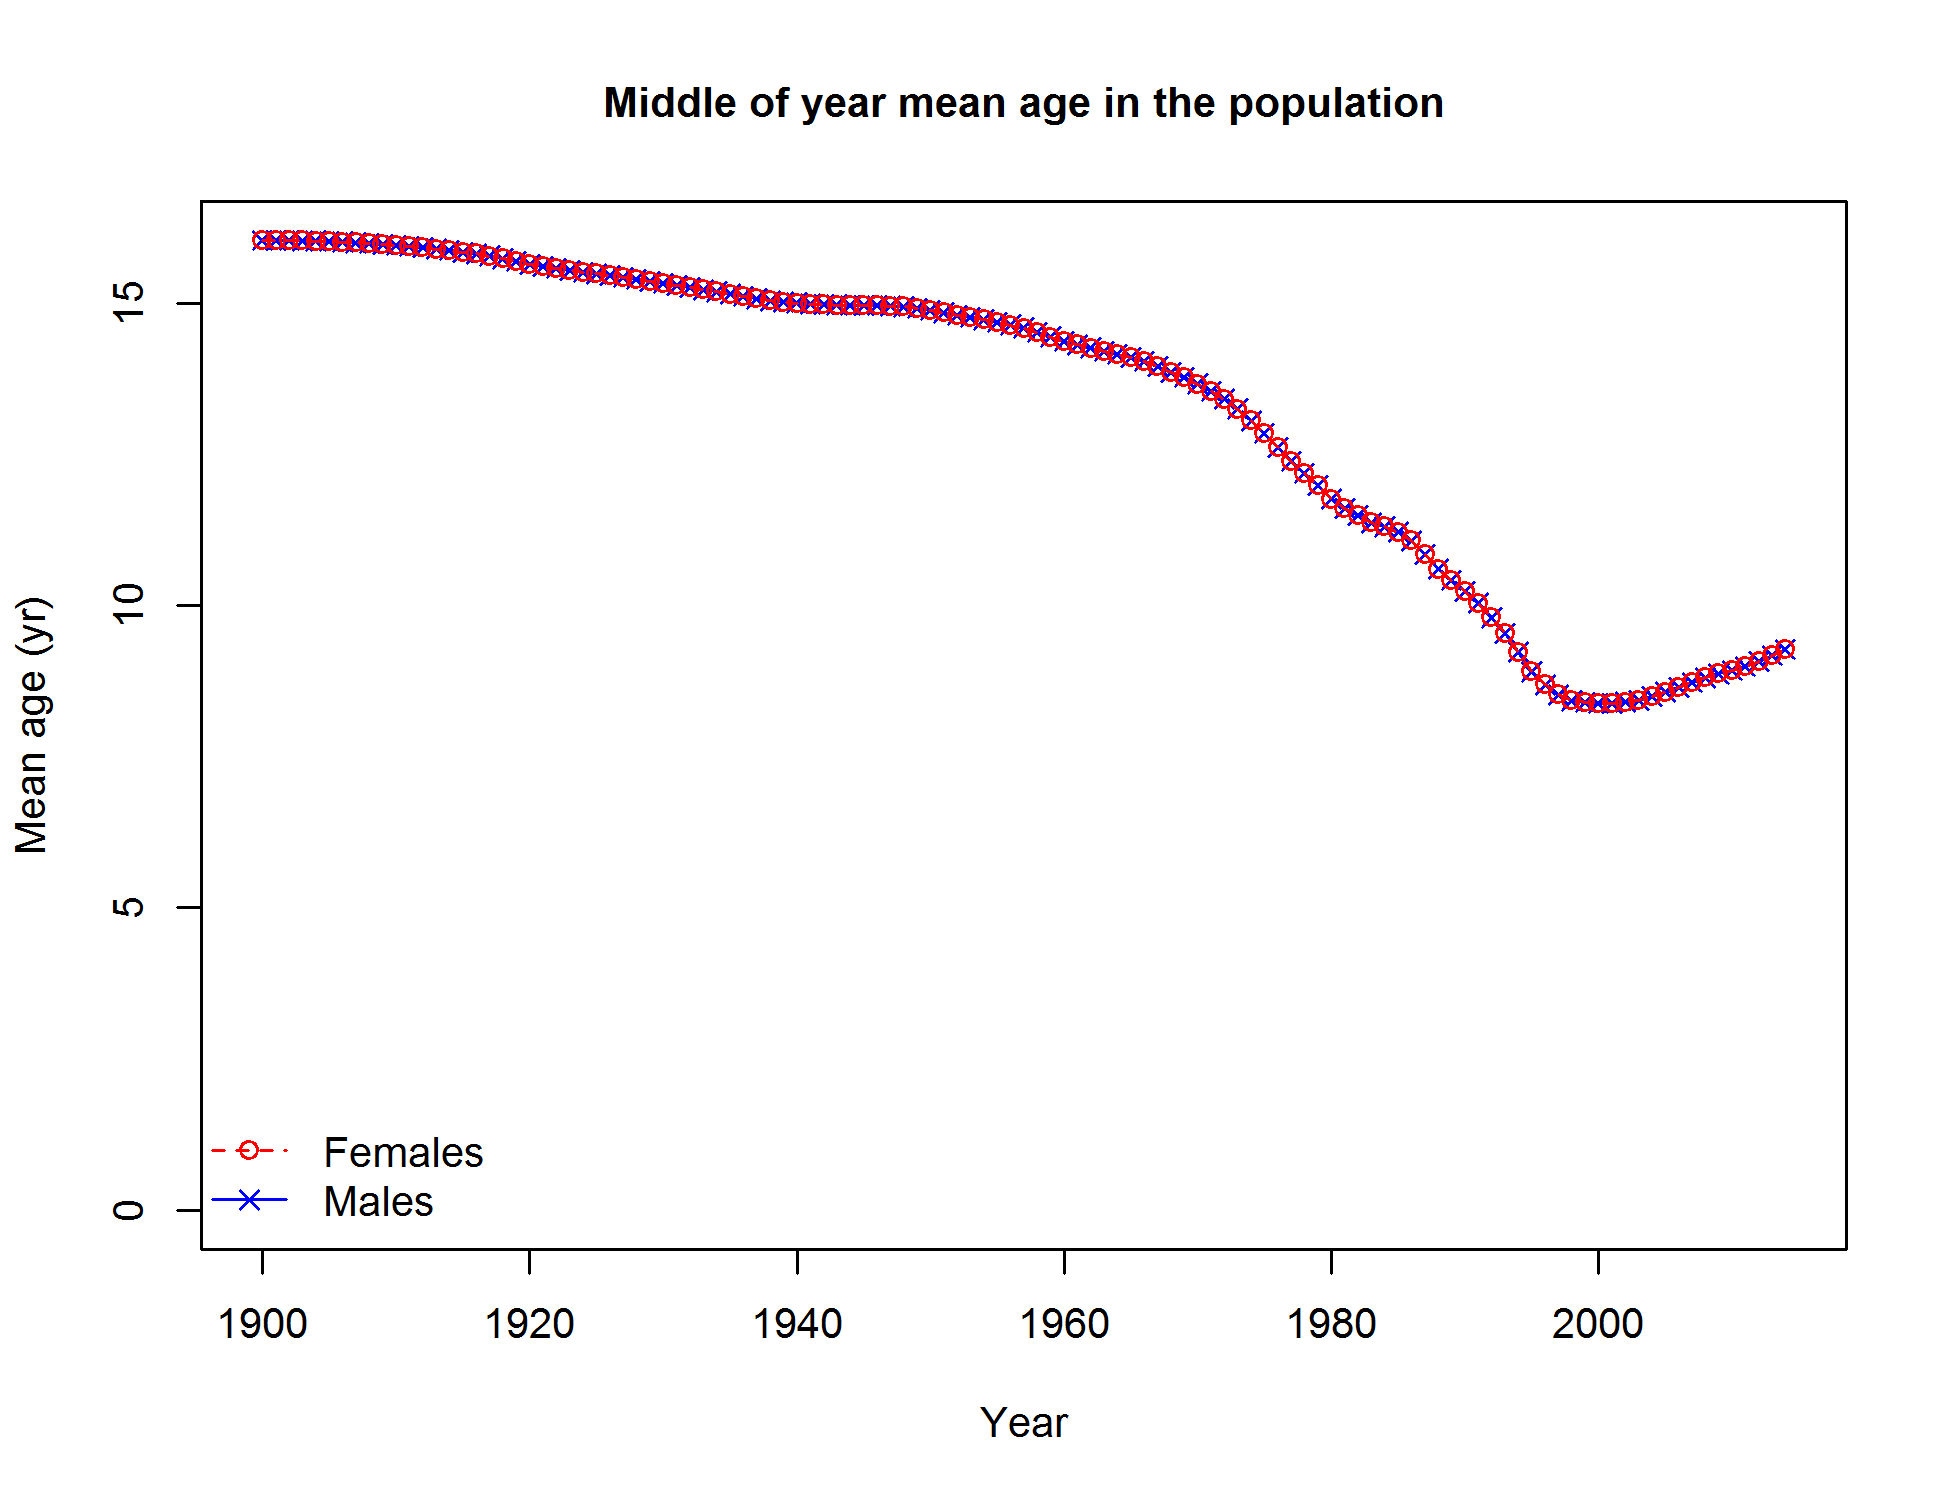 Middle of year mean age in the population
Mean age (yr)
15
10
5
0
Females
Males
1900 1920 1940 1960 1980 2000
Year